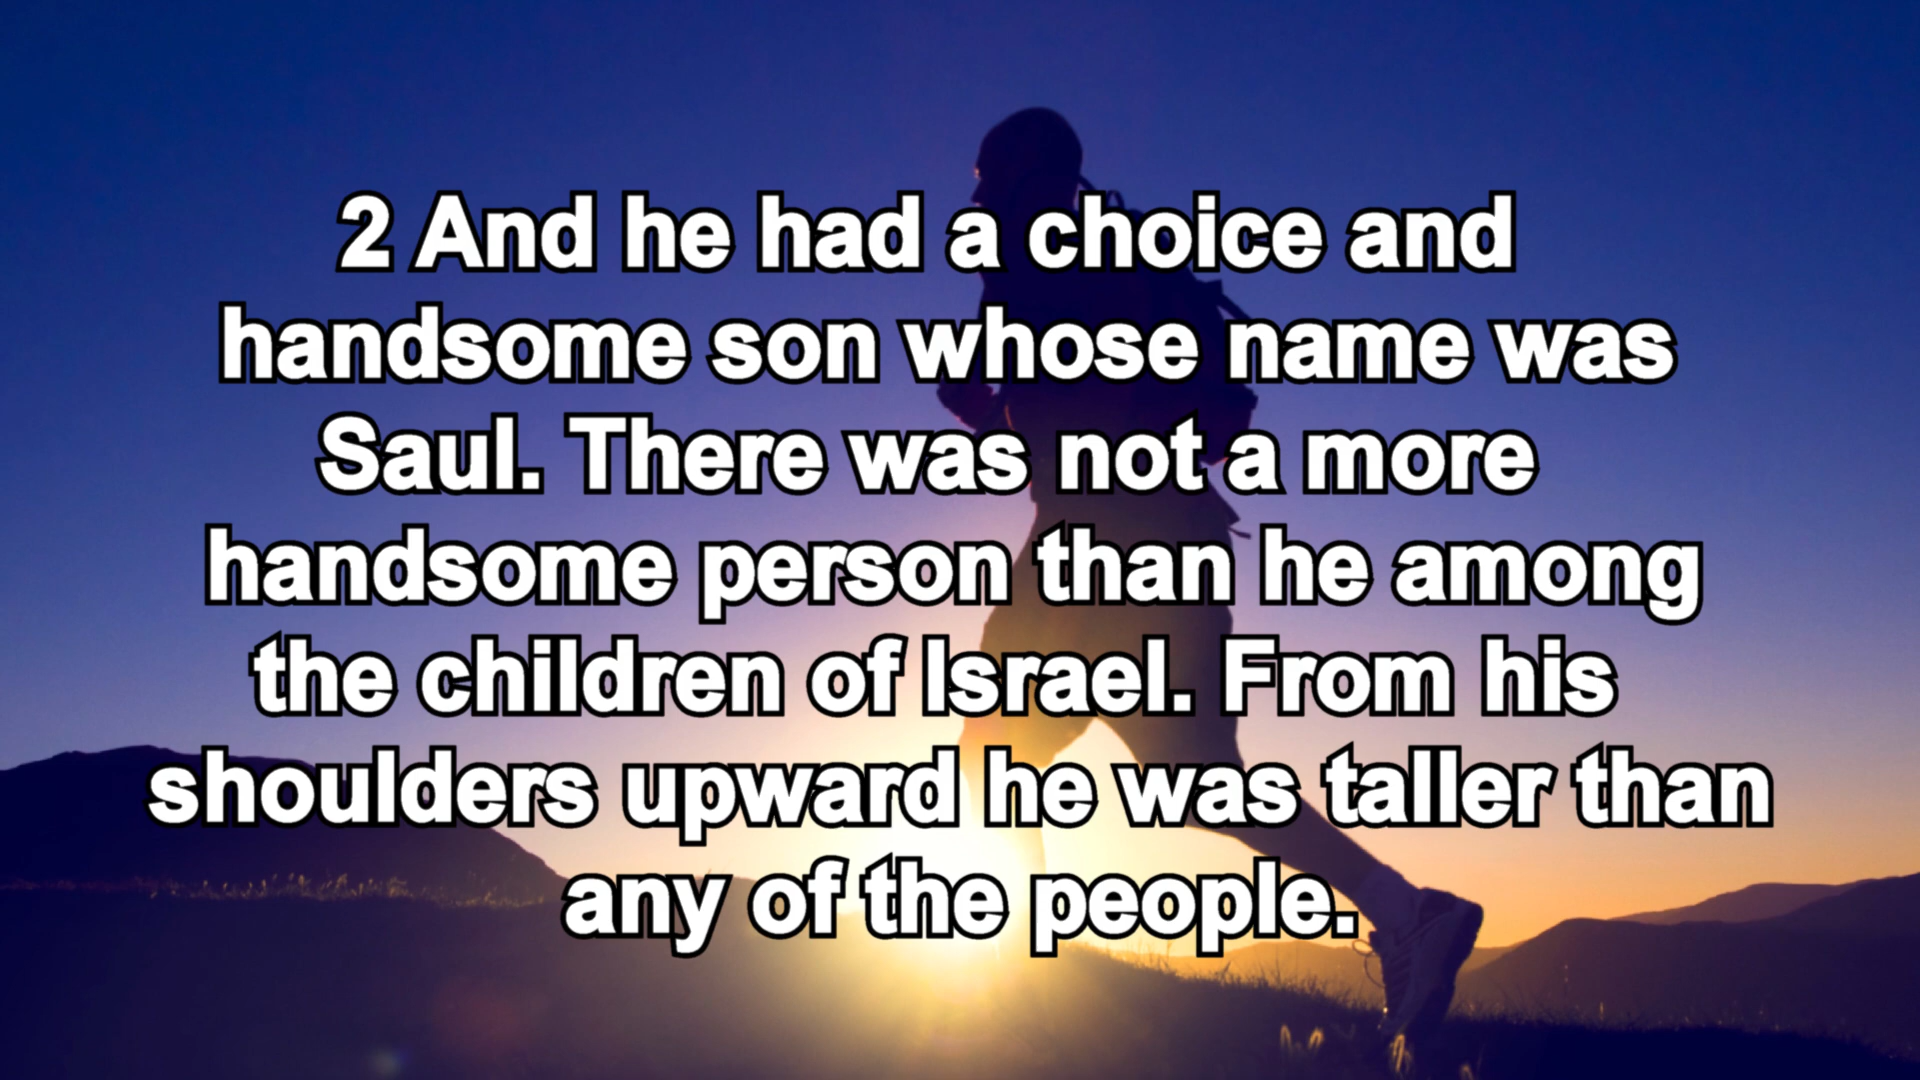 2 And he had a choice and
handsome son whose name was
Saul. There was not a more
handsome person than he among
the children of Israel. From his
shoulders upward he was taller than
any of the people.